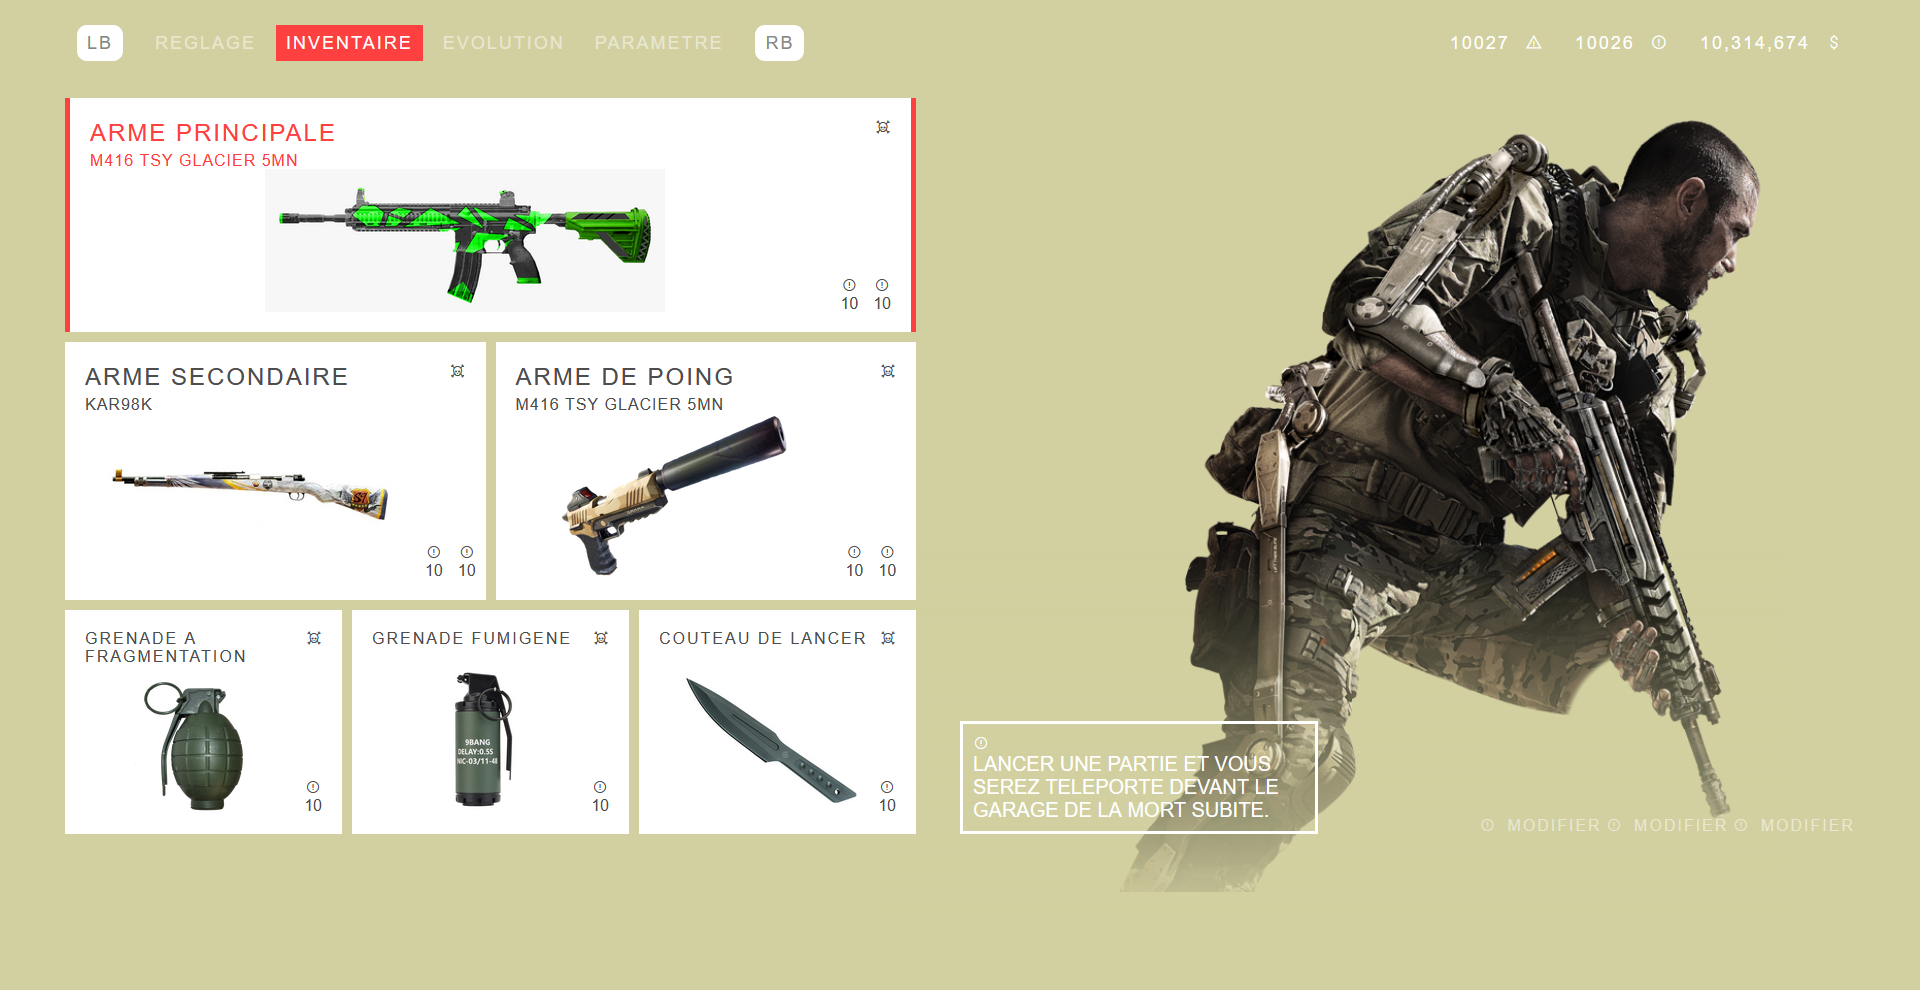 LB REGLAGE INVENTAIRE EVOLUTION PARAMETRE RB
10027 10026 10,314,674 $
ARME PRINCIPALE
M416 TSY GLACIER 5MN
10 10
ARME SECONDAIRE
KAR98K
10 10
ARME DE POING
M416 TSY GLACIER 5MN
10 10
GRENADE A
FRAGMENTATION
10
GRENADE FUMIGENE
9BANG
DELAY:0.5S
NIC-03/11-48
10
COUTEAU DE LANCER
10
LANCER UNE PARTIE ET VOUS
SEREZ TELEPORTE DEVANT LE
GARAGE DE LA MORT SUBITE.
MODIFIER MODIFIER MODIFIER